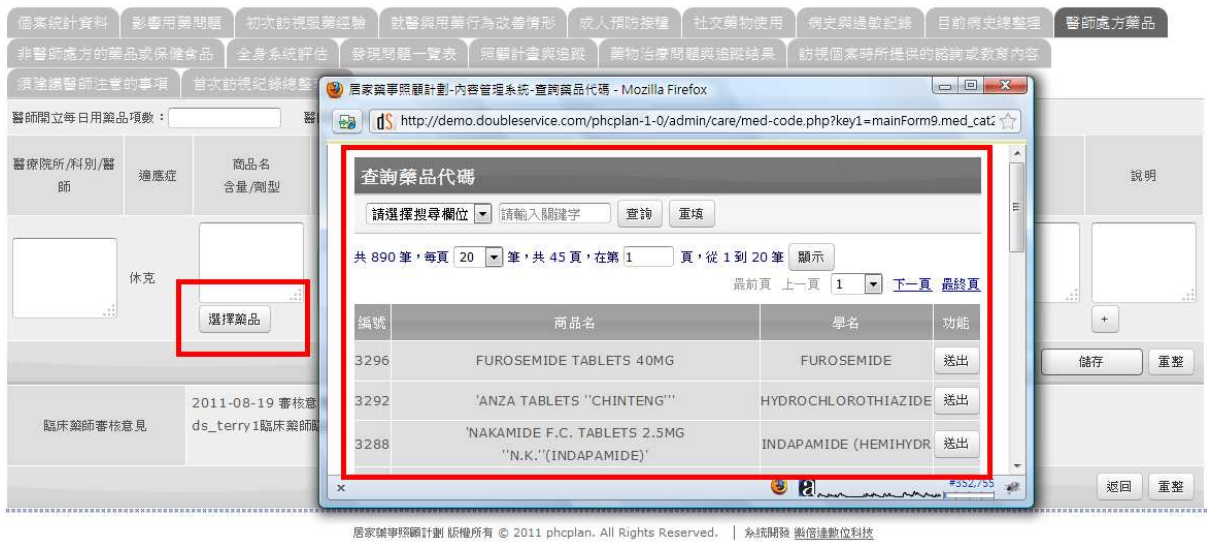 個案統計資料 影響用藥問題 初次訪視服藥經驗 就醫與用藥行為改善情形 成人預防接種 社交藥物使用 病史與過敏記錄 目前病史總整理 醫師處方藥品
非醫師處方的藥品或保健食品 全身系統評估 發現問題一覽表 照顧計畫與追蹤 藥物治療問題與追蹤結果 訪視個案時所提供的諮詢或教育內容
須建議醫師注意的事項 首次訪視紀錄總整
醫師開立每日用藥品項數：
醫療院所/科別/醫師
適應症
商品名
含量/劑型
說明
休克
選擇藥品
+
儲存 重整
臨床藥師審核意見
2011-08-19 審核意
ds_terry1臨床藥師
返回 重整
居家藥事照顧計劃-內容管理系統-查詢藥品代碼 - Mozilla Firefox
http://demo.doubleservice.com/phcplan-1-0/admin/care/med-code.php?key1=mainForm9.med_cat2
查詢藥品代碼
請選擇搜尋欄位 請輸入關鍵字 查詢 重填
共 890 筆，每頁 20 筆，共 45 頁，在第 1 頁，從 1 到 20 筆 顯示
最前頁 上一頁 1 下一頁 最終頁
編號 商品名 學名 功能
3296 FUROSEMIDE TABLETS 40MG FUROSEMIDE 送出
3292 'ANZA TABLETS ''CHINTENG''' HYDROCHLOROTHIAZIDE 送出
3288 'NAKAMIDE F.C. TABLETS 2.5MG ''N.K.''(INDAPAMIDE)' INDAPAMIDE (HEMIHYDR 送出
x #352,755
居家藥事照顧計劃 版權所有 © 2011 phcplan. All Rights Reserved. | 系統開發 樂倍達數位科技